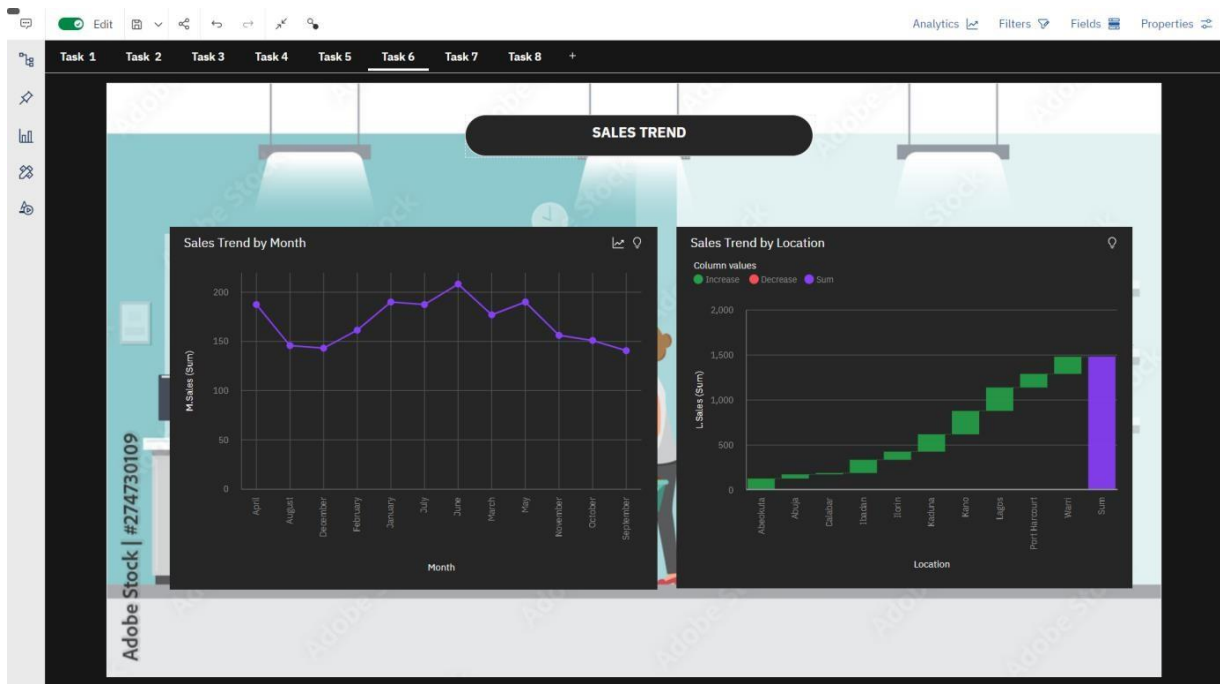 Edit
Analytics
Filters
Fields
Properties
Task 1
Task 2
Task 3
Task 4
Task 5
Task 6
Task 7
Task 8
+
SALES TREND
Sales Trend by Month
200
150
100
50
0
M.Sales (Sum)
April
August
December
February
January
July
June
March
May
November
October
September
Month
Sales Trend by Location
Column values
Increase
Decrease
Sum
2,000
1,500
1,000
500
0
L.Sales (Sum)
Abeokuta
Abuja
Calabar
Ibadan
Ilorin
Kaduna
Kano
Lagos
Port Harcourt
Warri
Sum
Location
Adobe Stock | #274730109